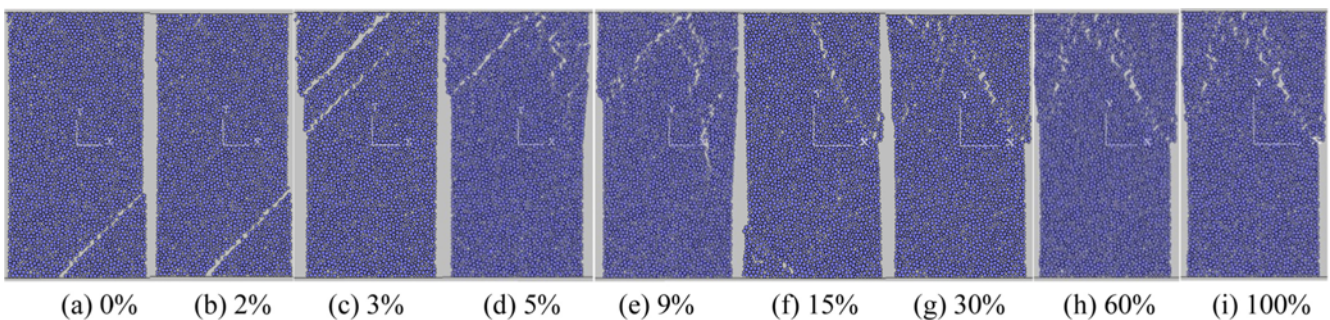 Y Y Y Y Y Y Y Y Y
X X X X X X X X X
(a) 0% (b) 2% (c) 3% (d) 5% (e) 9% (f) 15% (g) 30% (h) 60% (i) 100%